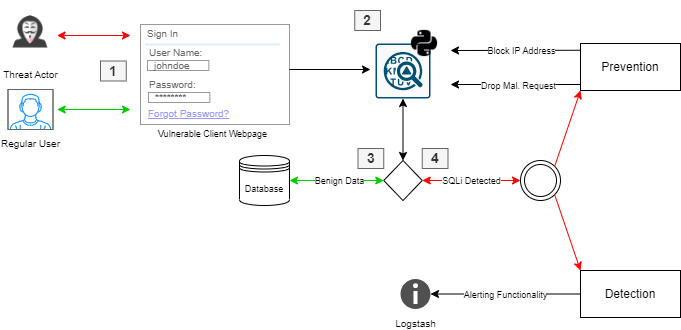 2
Sign In
User Name:
johndoe
Password:
********
Forgot Password?
Vulnerable Client Webpage
Threat Actor
1
Regular User
Block IP Address
Prevention
Drop Mal. Request
3
4
Database
Benign Data
SQLi Detected
Detection
Alerting Functionality
Logstash